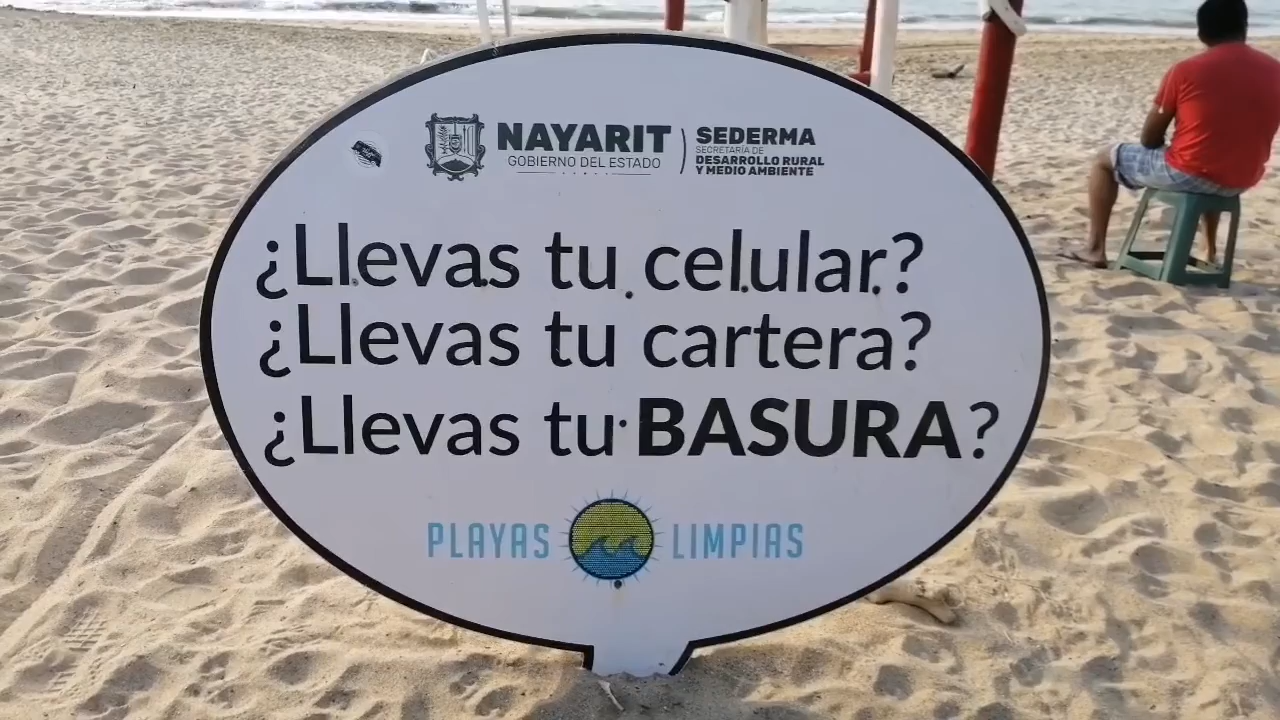 NAYARIT
GOBIERNO DEL ESTADO
SEDERMA
SECRETARÍA DE
DESARROLLO RURAL
Y MEDIO AMBIENTE
¿Llevas tu celular?
¿Llevas tu cartera?
¿Llevas tu BASURA?
PLAYAS LIMPIAS